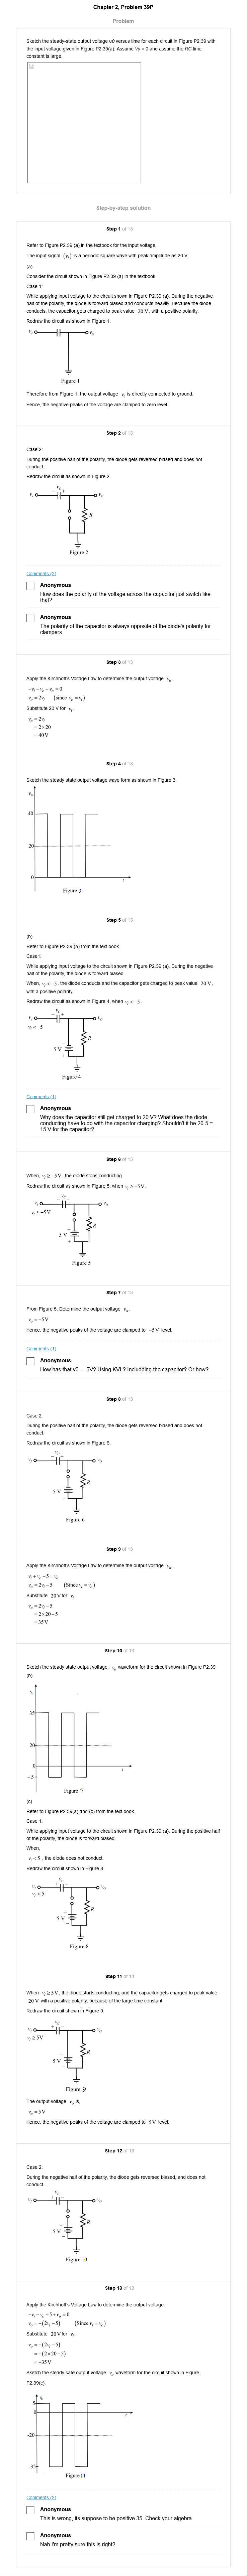 Chapter 2, Problem 39P
Problem
Sketch the steady-state output voltage υ0 versus time for each circuit in Figure P2.39 with
the input voltage given in Figure P2.39(a). Assume Vγ = 0 and assume the RC time
constant is large.
Step-by-step solution
Step 1 of 13
Refer to Figure P2.39 (a) in the textbook for the input voltage.
The input signal (v_I) is a periodic square wave with peak amplitude as 20 V.
(a)
Consider the circuit shown in Figure P2.39 (a) in the textbook.
Case 1:
While applying input voltage to the circuit shown in Figure P2.39 (a), During the negative
half of the polarity, the diode is forward biased and conducts heavily. Because the diode
conducts, the capacitor gets charged to peak value 20 V, with a positive polarity.
Redraw the circuit as shown in Figure 1.
v_I v_O
Figure 1
Therefore from Figure 1, the output voltage v_o is directly connected to ground.
Hence, the negative peaks of the voltage are clamped to zero level.
Step 2 of 13
Case 2:
During the positive half of the polarity, the diode gets reversed biased and does not
conduct.
Redraw the circuit as shown in Figure 2.
v_c
− +
v_I v_O
R
Figure 2
Comments (2)
Anonymous
How does the polarity of the voltage across the capacitor just switch like
that?
Anonymous
The polarity of the capacitor is always opposite of the diode's polarity for
clampers.
Step 3 of 13
Apply the Kirchhoff's Voltage Law to determine the output voltage v_o.
−v_I − v_c + v_o = 0
v_o = 2v_I (since v_c = v_I)
Substitute 20 V for v_I.
v_o = 2v_I
= 2×20
= 40 V
Step 4 of 13
Sketch the steady state output voltage wave form as shown in Figure 3.
v_O
40
20
0
t
Figure 3
Step 5 of 13
(b)
Refer to Figure P2.39 (b) from the text book.
Case1:
While applying input voltage to the circuit shown in Figure P2.39 (a), During the negative
half of the polarity, the diode is forward biased.
When, v_I < −5, the diode conducts and the capacitor gets charged to peak value 20 V,
with a positive polarity.
Redraw the circuit as shown in Figure 4, when v_I < −5.
v_c
− +
v_I v_O
v_I < −5
R
−
5 V
+
Figure 4
Comments (1)
Anonymous
Why does the capacitor still get charged to 20 V? What does the diode
conducting have to do with the capacitor charging? Shouldn't it be 20-5 =
15 V for the capacitor?
Step 6 of 13
When, v_I ≥ −5V, the diode stops conducting.
Redraw the circuit as shown in Figure 5, when v_I ≥ −5V.
v_c
− +
v_I v_O
v_I ≥ −5V
R
−
5 V
+
Figure 5
Step 7 of 13
From Figure 5, Determine the output voltage v_o.
v_o = −5V
Hence, the negative peaks of the voltage are clamped to −5V level.
Comments (1)
Anonymous
How has that v0 = -5V? Using KVL? Includding the capacitor? Or how?
Step 8 of 13
Case 2:
During the positive half of the polarity, the diode gets reversed biased and does not
conduct.
Redraw the circuit as shown in Figure 6.
v_c
− +
v_I v_O
R
−
5 V
+
Figure 6
Step 9 of 13
Apply the Kirchhoff's Voltage Law to determine the output voltage v_o.
v_I + v_c − 5 = v_o
v_o = 2v_I − 5 (Since v_I = v_c)
Substitute 20V for v_I.
v_o = 2v_I − 5
= 2×20−5
= 35V
Step 10 of 13
Sketch the steady state output voltage, v_o waveform for the circuit shown in Figure P2.39
(b).
35
20
0
t
−5
Figure 7
(c)
Refer to Figure P2.39(a) and (c) from the text book.
Case 1:
While applying input voltage to the circuit shown in Figure P2.39 (a), During the positive half
of the polarity, the diode is forward biased.
When,
v_I < 5, the diode does not conduct.
Redraw the circuit shown in Figure 8.
v_c
+ −
v_I v_O
v_I < 5
R
+
5 V
−
Figure 8
Step 11 of 13
When v_I ≥ 5V, the diode starts conducting, and the capacitor gets charged to peak value
20 V with a positive polarity, because of the large time constant.
Redraw the circuit shown in Figure 9.
v_c
+ −
v_I v_O
v_I ≥ 5V
R
+
5 V
−
Figure 9
The output voltage v_o is,
v_o = 5V
Hence, the negative peaks of the voltage are clamped to 5V level.
Step 12 of 13
Case 2:
During the negative half of the polarity, the diode gets reverse biased, and does not
conduct.
Redraw the circuit as shown in Figure 10.
v_c
+ −
v_I v_O
R
+
5 V
−
Figure 10
Step 13 of 13
Apply the Kirchhoff's Voltage Law to determine the output voltage.
−v_I − v_c + 5 + v_o = 0
v_o = −(2v_I − 5) (Since v_I = v_c)
Substitute 20V for v_I.
v_o = −(2v_I − 5)
= −(2×20−5)
= −35V
Sketch the steady sate output voltage v_o waveform for the circuit shown in Figure
P2.39(c).
5
0
t
−20
−35
Figure 11
Comments (2)
Anonymous
This is wrong, its suppose to be positive 35. Check your algebra
Anonymous
Nah I'm pretty sure this is right?